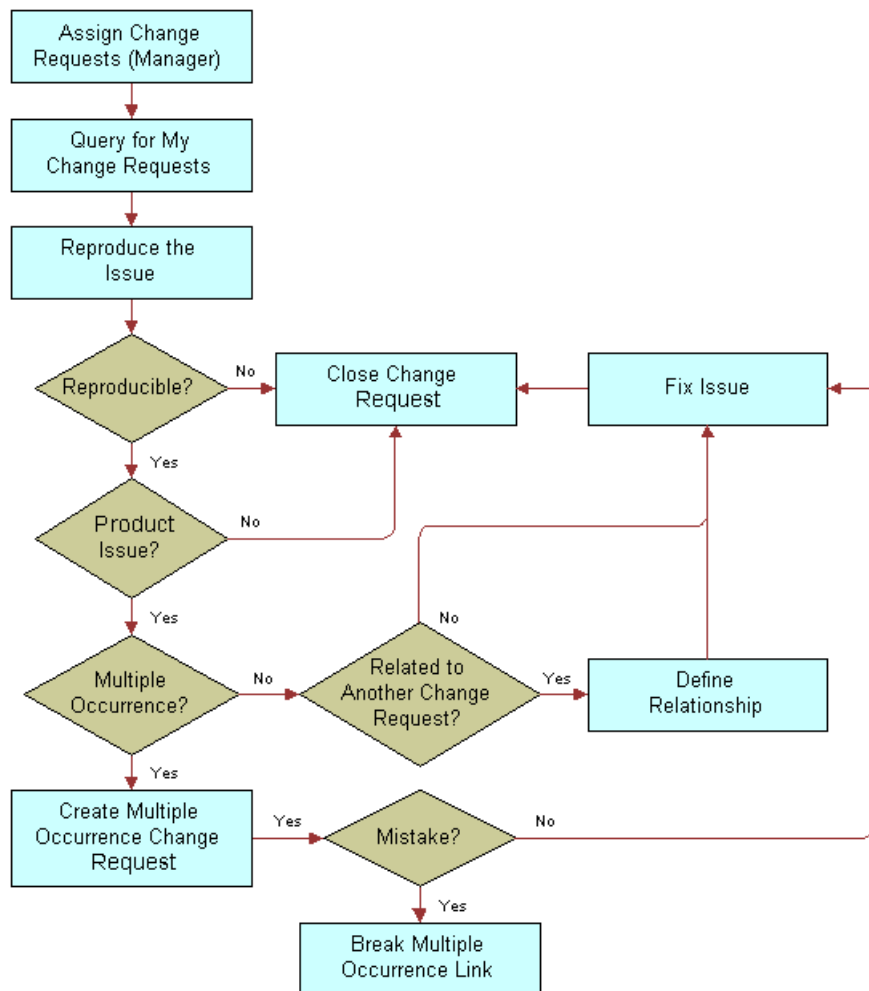 Assign Change
Requests (Manager)
Query for My
Change Requests
Reproduce the
Issue
Reproducible?
No
Close Change
Request
Fix Issue
Yes
Product
Issue?
No
Yes
Multiple
Occurrence?
No
Related to
Another Change
Request?
No
Yes
Define
Relationship
Yes
Create Multiple
Occurrence Change
Request
Yes
Mistake?
No
Yes
Break Multiple
Occurrence Link